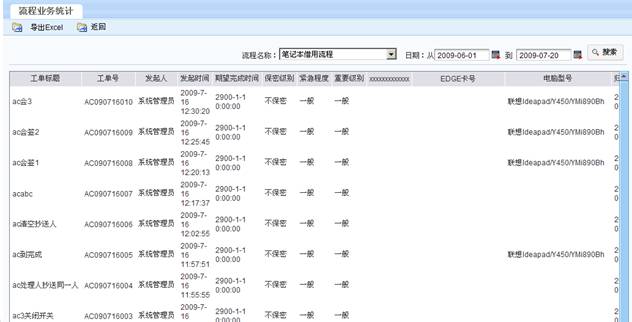 流程业务统计
导出Excel 返回
流程名称： 笔记本借用流程 日期：从 2009-06-01 到 2009-07-20 搜索
工单标题 工单号 发起人 发起时间 期望完成时间 保密级别 紧急程度 重要级别 xxxxxxxxxxxxx EDGE卡号 电脑型号
ac会3 AC090716010 系统管理员 2009-7-16 12:30:20 2900-1-1 0:00:00 不保密 一般 一般 联想Ideapad/Y450/YMi890Bh
ac会签2 AC090716009 系统管理员 2009-7-16 12:25:45 2900-1-1 0:00:00 不保密 一般 一般 联想Ideapad/Y450/YMi890Bh
ac会签1 AC090716008 系统管理员 2009-7-16 12:20:13 2900-1-1 0:00:00 不保密 一般 一般 联想Ideapad/Y450/YMi890Bh
acabc AC090716007 系统管理员 2009-7-16 12:17:37 2900-1-1 0:00:00 不保密 一般 一般
ac清空抄送人 AC090716006 系统管理员 2009-7-16 12:02:55 2900-1-1 0:00:00 不保密 一般 一般
ac到完成 AC090716005 系统管理员 2009-7-16 11:57:51 2900-1-1 0:00:00 不保密 一般 一般 联想Ideapad/Y450/YMi890Bh
ac处理人抄送同一人 AC090716004 系统管理员 2009-7-16 11:55:55 2900-1-1 0:00:00 不保密 一般 一般
ac3关闭开关 AC090716003 系统管理员 2009-7-16 2900-1-1 0:00:00 不保密 一般 一般